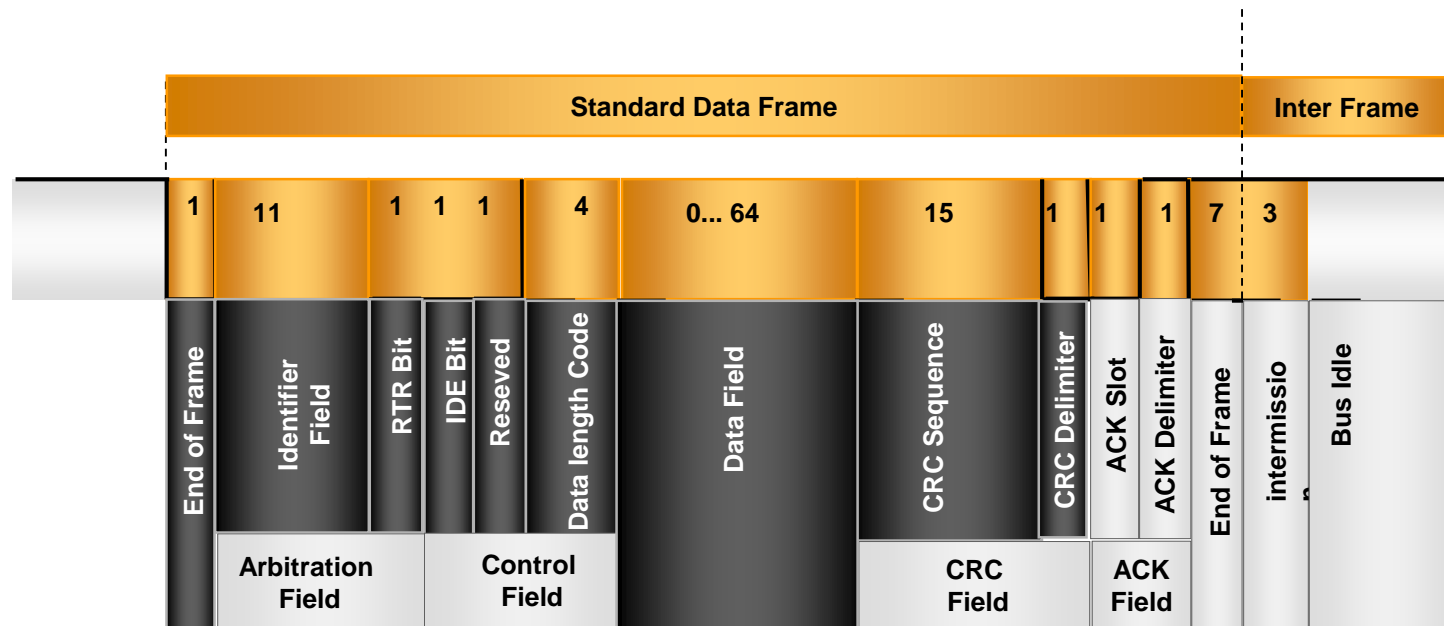 Standard Data Frame
Inter Frame
1
11
1
1
1
4
0... 64
15
1
1
1
7
3
End of Frame
Identifier
Field
RTR Bit
IDE Bit
Reseved
Data length Code
Data Field
CRC Sequence
CRC Delimiter
ACK Slot
ACK Delimiter
End of Frame
intermissio
n
Bus Idle
Arbitration
Field
Control
Field
CRC
Field
ACK
Field